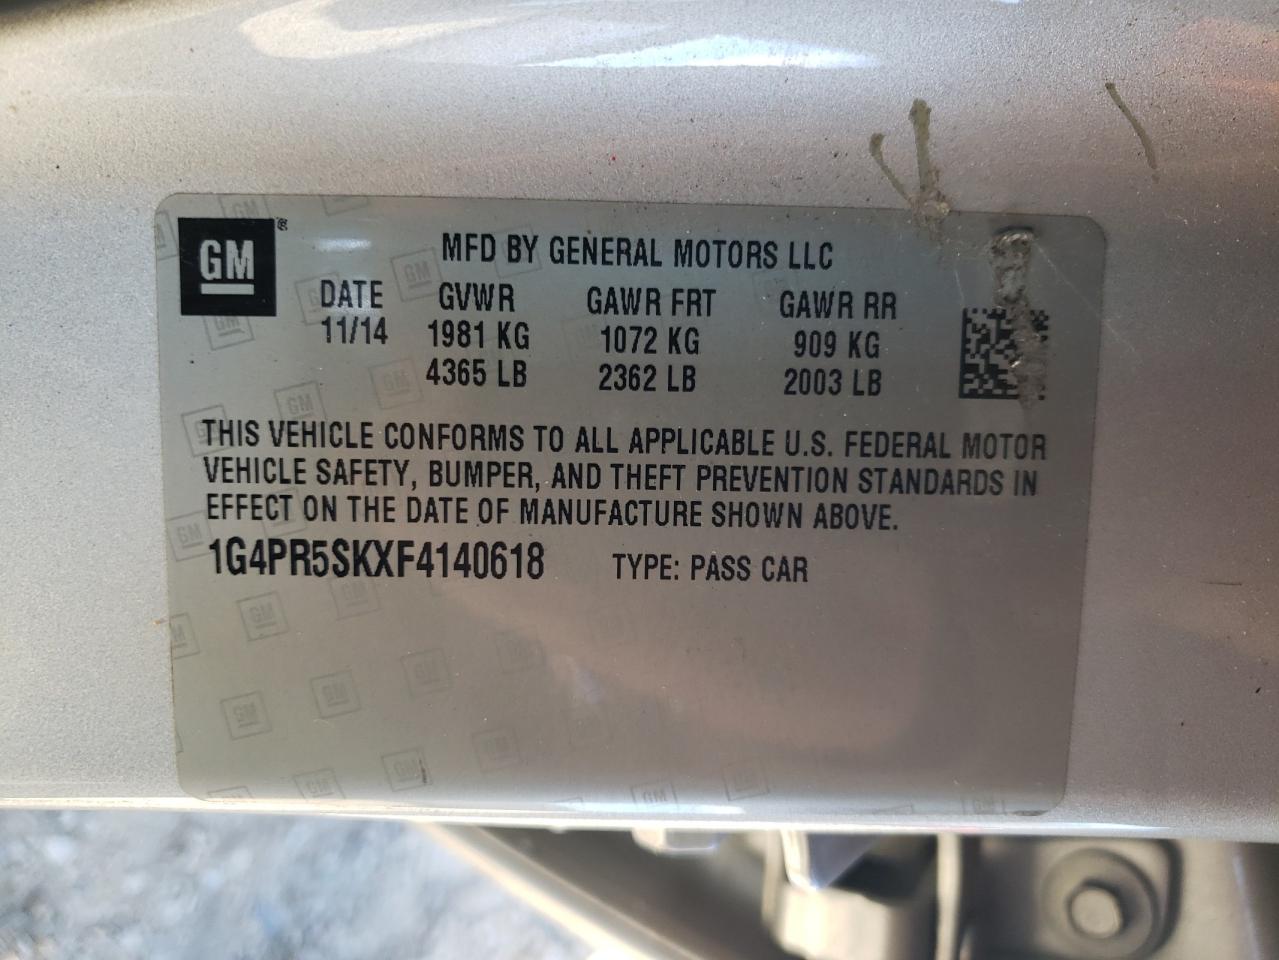 GM®
MFD BY GENERAL MOTORS LLC
DATE GVWR GAWR FRT GAWR RR
11/14 1981 KG 1072 KG 909 KG
4365 LB 2362 LB 2003 LB
THIS VEHICLE CONFORMS TO ALL APPLICABLE U.S. FEDERAL MOTOR
VEHICLE SAFETY, BUMPER, AND THEFT PREVENTION STANDARDS IN
EFFECT ON THE DATE OF MANUFACTURE SHOWN ABOVE.
1G4PR5SKXF4140618 TYPE: PASS CAR